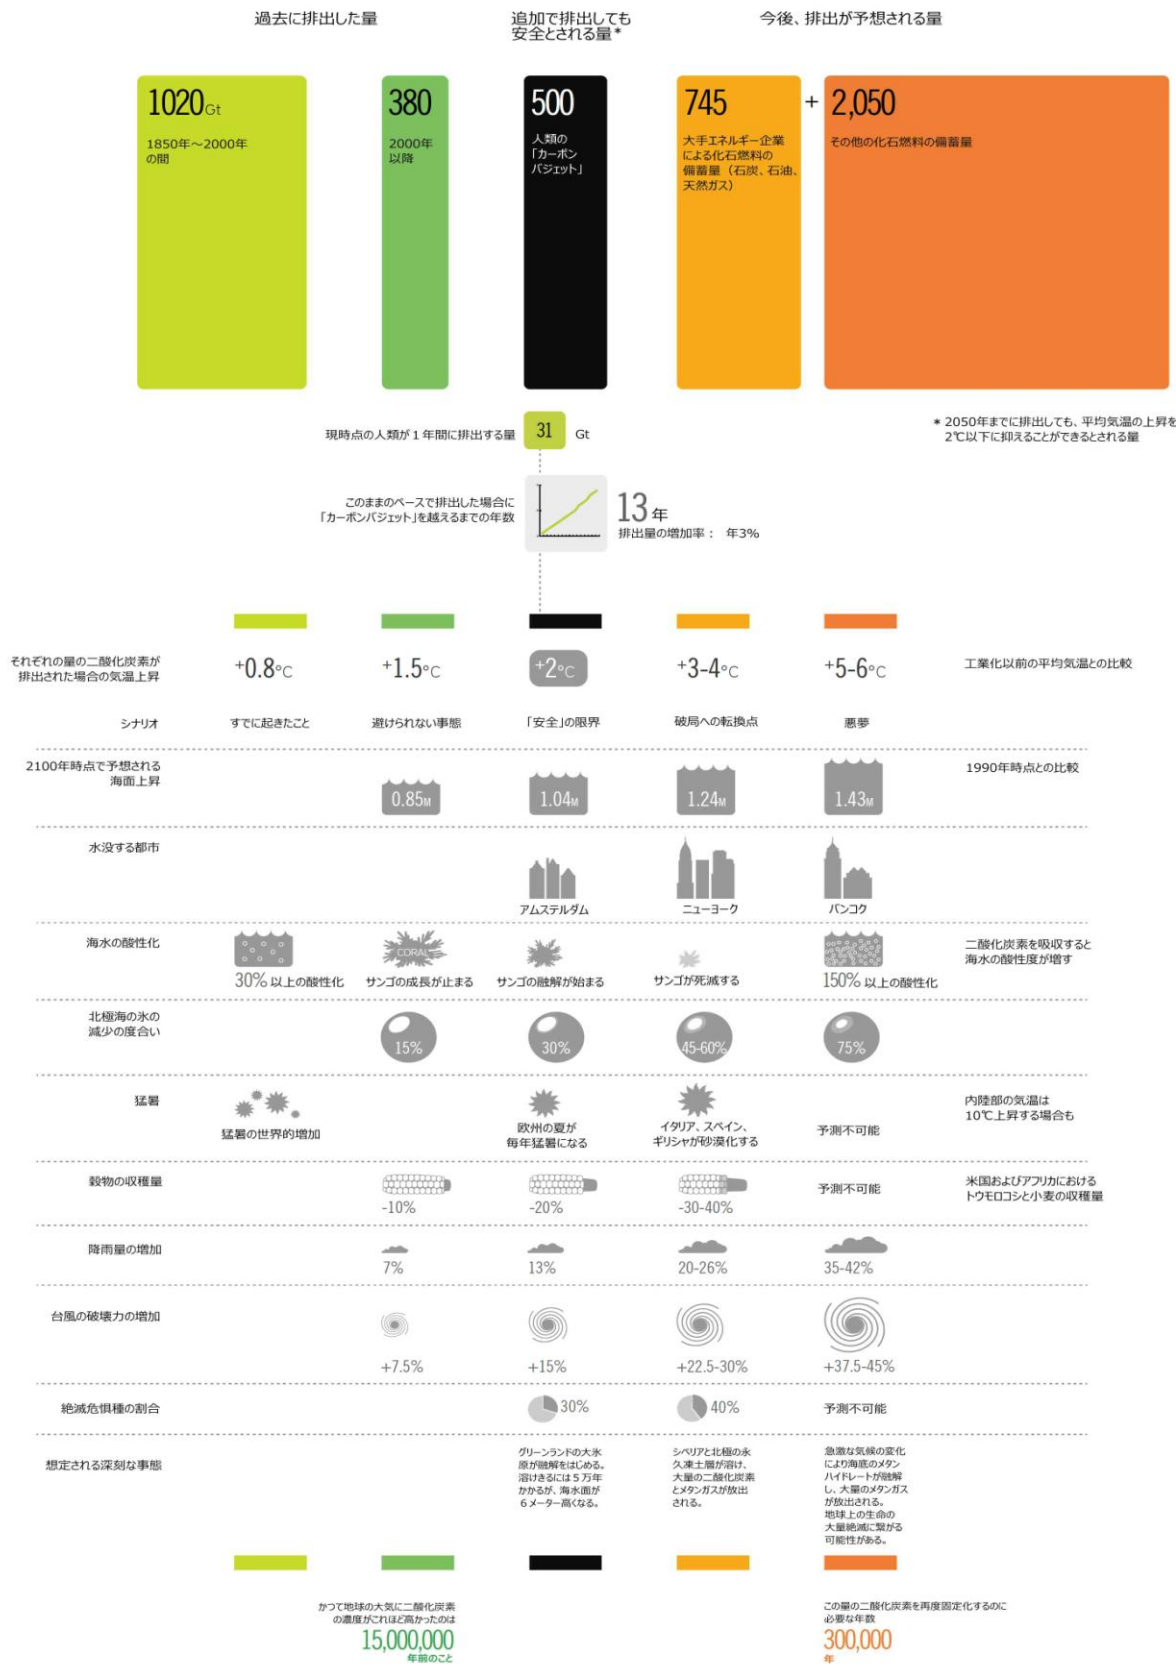 過去に排出した量
追加で排出しても
安全とされる量*
今後、排出が予想される量
1020Gt
1850年～2000年
の間
380
2000年
以降
500
人類の
「カーボン
バジェット」
745
大手エネルギー企業
による化石燃料の
備蓄量（石炭、石油、
天然ガス）
+
2,050
その他の化石燃料の備蓄量
現時点の人類が１年間に排出する量
31 Gt
* 2050年までに排出しても、平均気温の上昇を
2℃以下に抑えることができるとされる量
このままのペースで排出した場合に
「カーボンバジェット」を越えるまでの年数
13 年
排出量の増加率： 年3%
それぞれの量の二酸化炭素が
排出された場合の気温上昇
+0.8°C
+1.5°C
+2°C
+3-4°C
+5-6°C
工業化以前の平均気温との比較
シナリオ
すでに起きたこと
避けられない事態
「安全」の限界
破局への転換点
悪夢
2100年時点で予想される
海面上昇
0.85M
1.04M
1.24M
1.43M
1990年時点との比較
水没する都市
アムステルダム
ニューヨーク
バンコク
海水の酸性化
30% 以上の酸性化
CORAL
サンゴの成長が止まる
サンゴの融解が始まる
サンゴが死滅する
150% 以上の酸性化
二酸化炭素を吸収すると
海水の酸性度が増す
北極海の氷の
減少の度合い
15%
30%
45-60%
75%
猛暑
猛暑の世界的増加
欧州の夏が
毎年猛暑になる
イタリア、スペイン、
ギリシャが砂漠化する
予測不可能
内陸部の気温は
10℃上昇する場合も
穀物の収穫量
-10%
-20%
-30-40%
予測不可能
米国およびアフリカにおける
トウモロコシと小麦の収穫量
降雨量の増加
7%
13%
20-26%
35-42%
台風の破壊力の増加
+7.5%
+15%
+22.5-30%
+37.5-45%
絶滅危惧種の割合
30%
40%
予測不可能
想定される深刻な事態
グリーンランドの大氷
原が融解をはじめる。
溶けきるには５万年
かかるが、海水面が
６メーター高くなる。
シベリアと北極の永
久凍土層が溶け、
大量の二酸化炭素
とメタンガスが放出
される。
急激な気候の変化
により海底のメタン
ハイドレートが融解
し、大量のメタンガス
が放出される。
地球上の生命の
大量絶滅に繋がる
可能性がある。
かつて地球の大気に二酸化炭素
の濃度がこれほど高かったのは
15,000,000
年前のこと
この量の二酸化炭素を再度固定化するのに
必要な年数
300,000
年